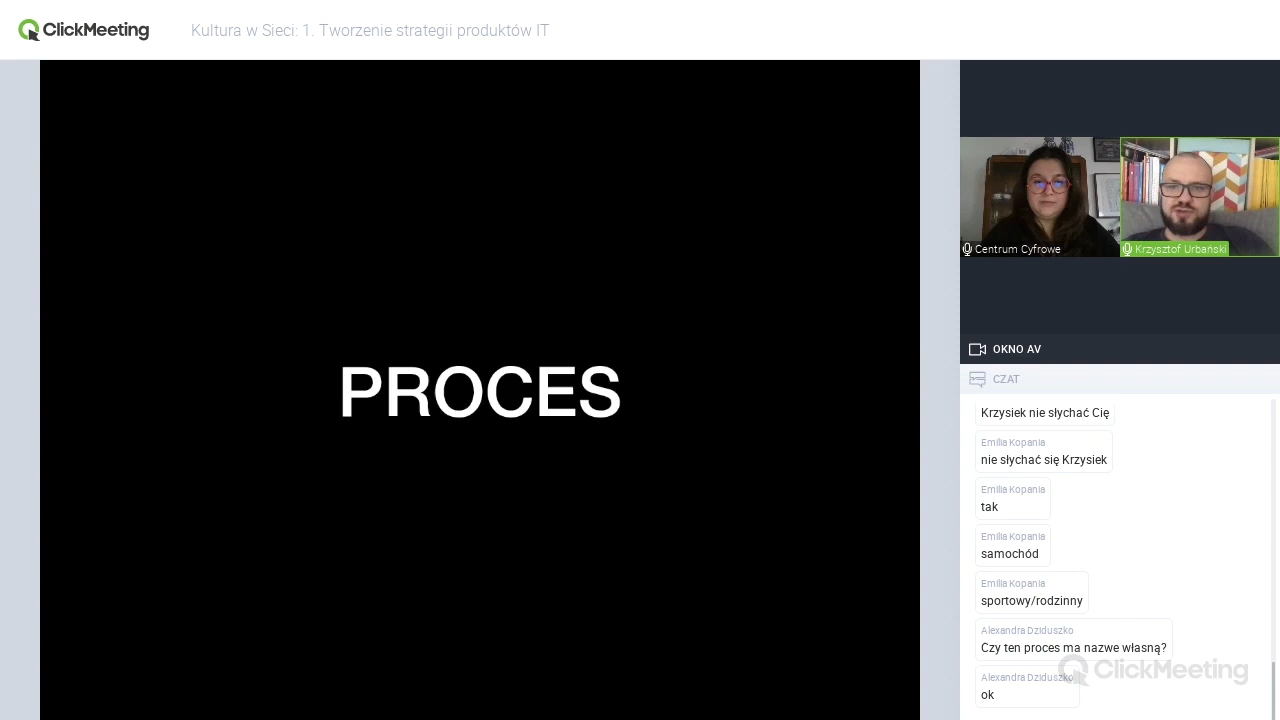 ClickMeeting
Kultura w Sieci: 1. Tworzenie strategii produktów IT
PROCES
Centrum Cyfrowe
Krzysztof Urbański
OKNO AV
CZAT
Krzysiek nie słychać Cię
Emilia Kopania
nie słychać się Krzysiek
Emilia Kopania
tak
Emilia Kopania
samochód
Emilia Kopania
sportowy/rodzinny
Alexandra Dziduszko
Czy ten proces ma nazwe własną?
Alexandra Dziduszko
ok
ClickMeeting